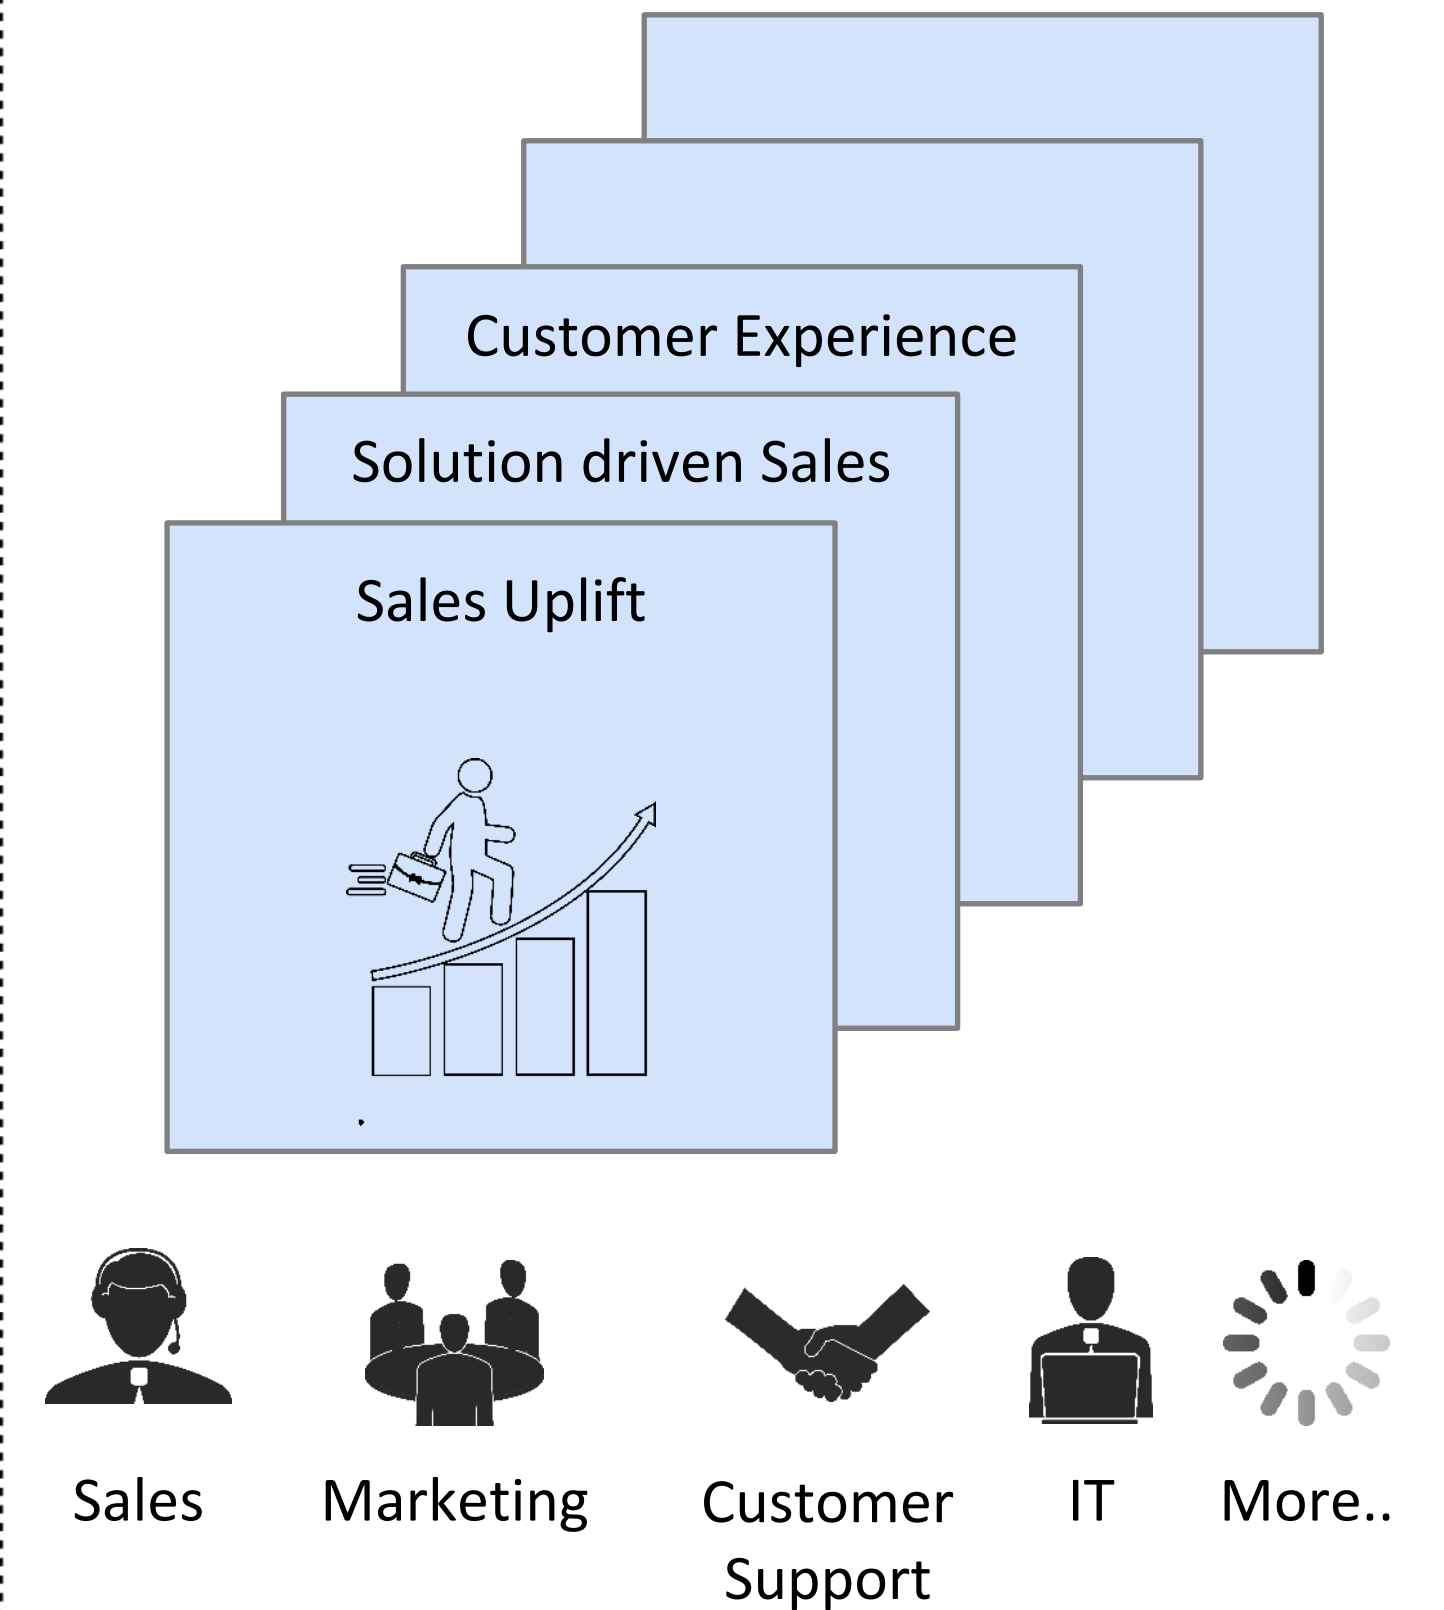 Customer Experience
Solution driven Sales
Sales Uplift
Sales
Marketing
Customer
Support
IT
More..